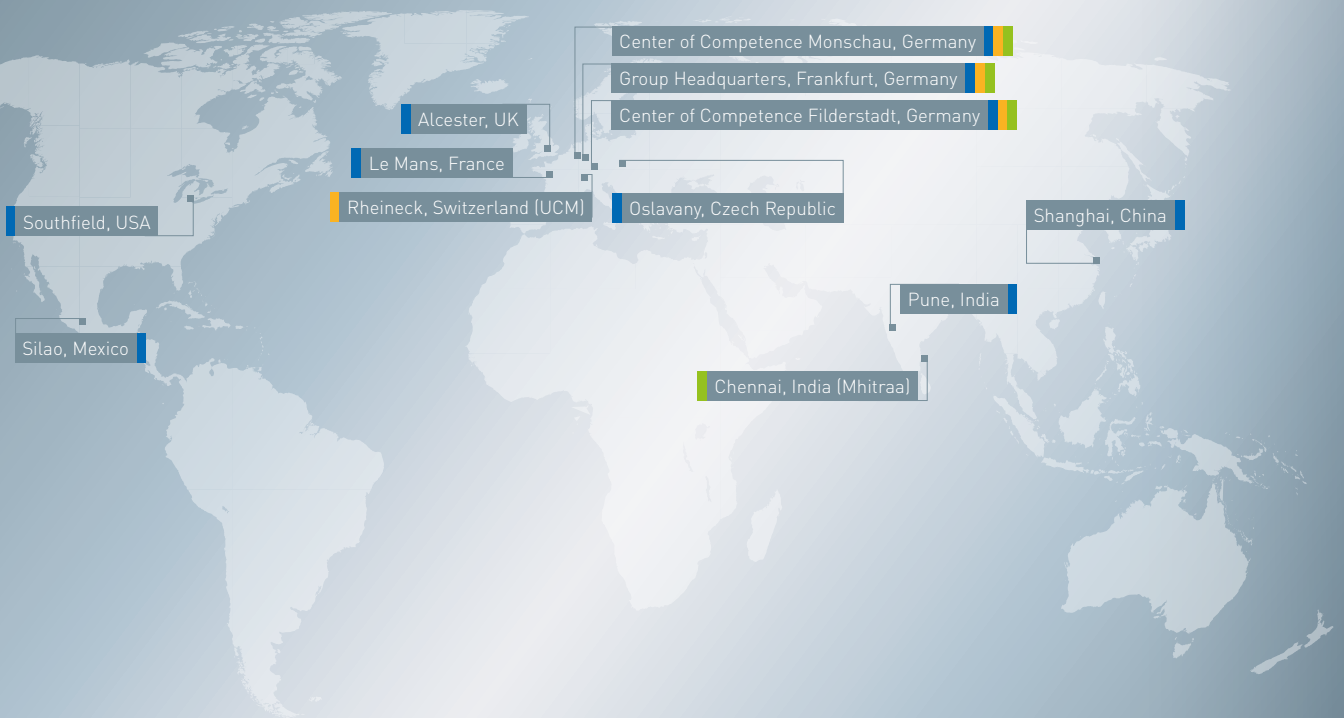 Center of Competence Monschau, Germany
Group Headquarters, Frankfurt, Germany
Center of Competence Filderstadt, Germany
Alcester, UK
Le Mans, France
Rheineck, Switzerland (UCM)
Oslavany, Czech Republic
Southfield, USA
Shanghai, China
Pune, India
Silao, Mexico
Chennai, India (Mhitraa)